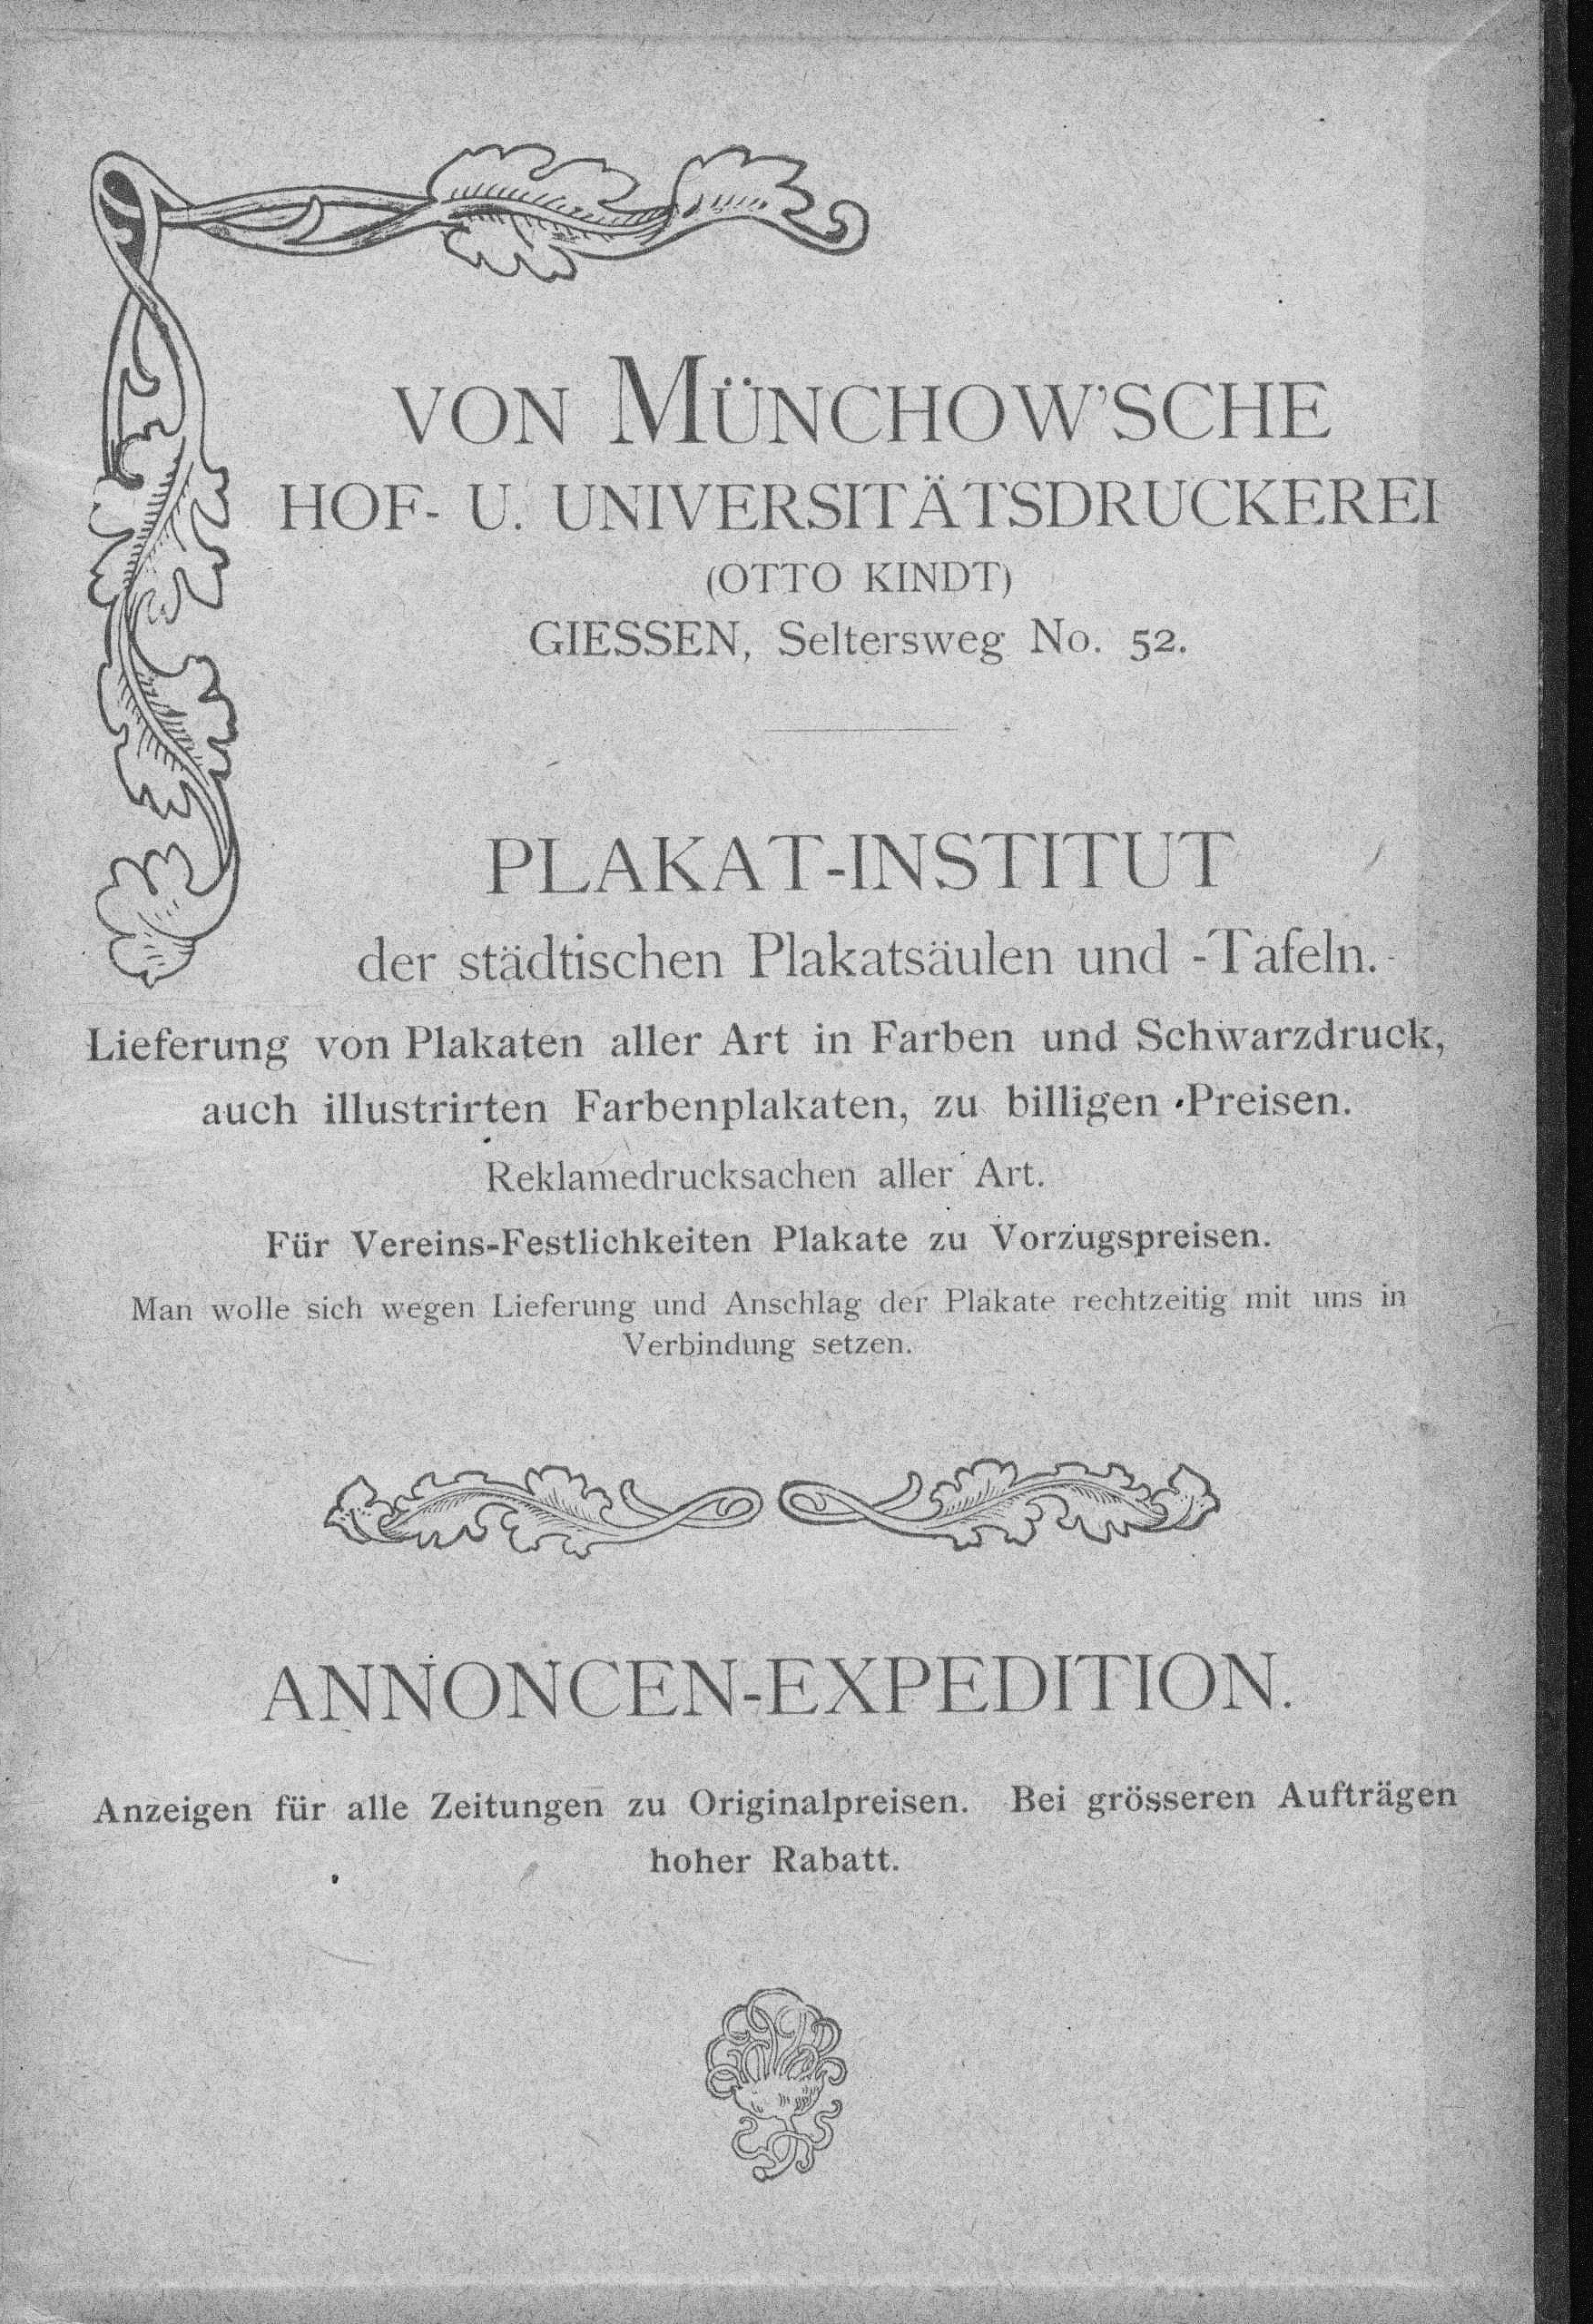 VON MÜNCHOW'SCHE
HOF- U. UNIVERSITÄTSDRUCKEREI
(OTTO KINDT)
GIESSEN, Seltersweg No. 52.
PLAKAT-INSTITUT
der städtischen Plakatsäulen und -Tafeln.
Lieferung von Plakaten aller Art in Farben und Schwarzdruck,
auch illustrirten Farbenplakaten, zu billigen Preisen.
Reklamedrucksachen aller Art.
Für Vereins-Festlichkeiten Plakate zu Vorzugspreisen.
Man wolle sich wegen Lieferung und Anschlag der Plakate rechtzeitig mit uns in
Verbindung setzen.
ANNONCEN-EXPEDITION.
Anzeigen für alle Zeitungen zu Originalpreisen. Bei grösseren Aufträgen
hoher Rabatt.